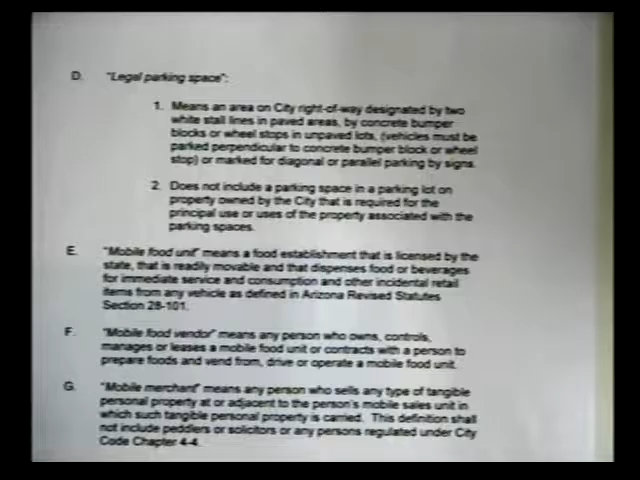 D. "Legal parking space":
1. Means an area on City right-of-way designated by two
white stall lines in paved areas, by concrete bumper
blocks or wheel stops in unpaved lots, (vehicles must be
parked perpendicular to concrete bumper block or wheel
stop) or marked for diagonal or parallel parking by signs.
2. Does not include a parking space in a parking lot on
property owned by the City that is required for the
principal use or uses of the property associated with the
parking spaces.
E. "Mobile food unit" means a food establishment that is licensed by the
state, that is readily movable and that dispenses food or beverages
for immediate service and consumption and other incidental retail
items from any vehicle as defined in Arizona Revised Statutes
Section 28-101.
F. "Mobile food vendor" means any person who owns, controls,
manages or leases a mobile food unit or contracts with a person to
prepare foods and vend from, drive or operate a mobile food unit.
G. "Mobile merchant" means any person who sells any type of tangible
personal property at or adjacent to the person's mobile sales unit in
which such tangible personal property is carried. This definition shall
not include peddlers or solicitors or any persons regulated under City
Code Chapter 4-4.